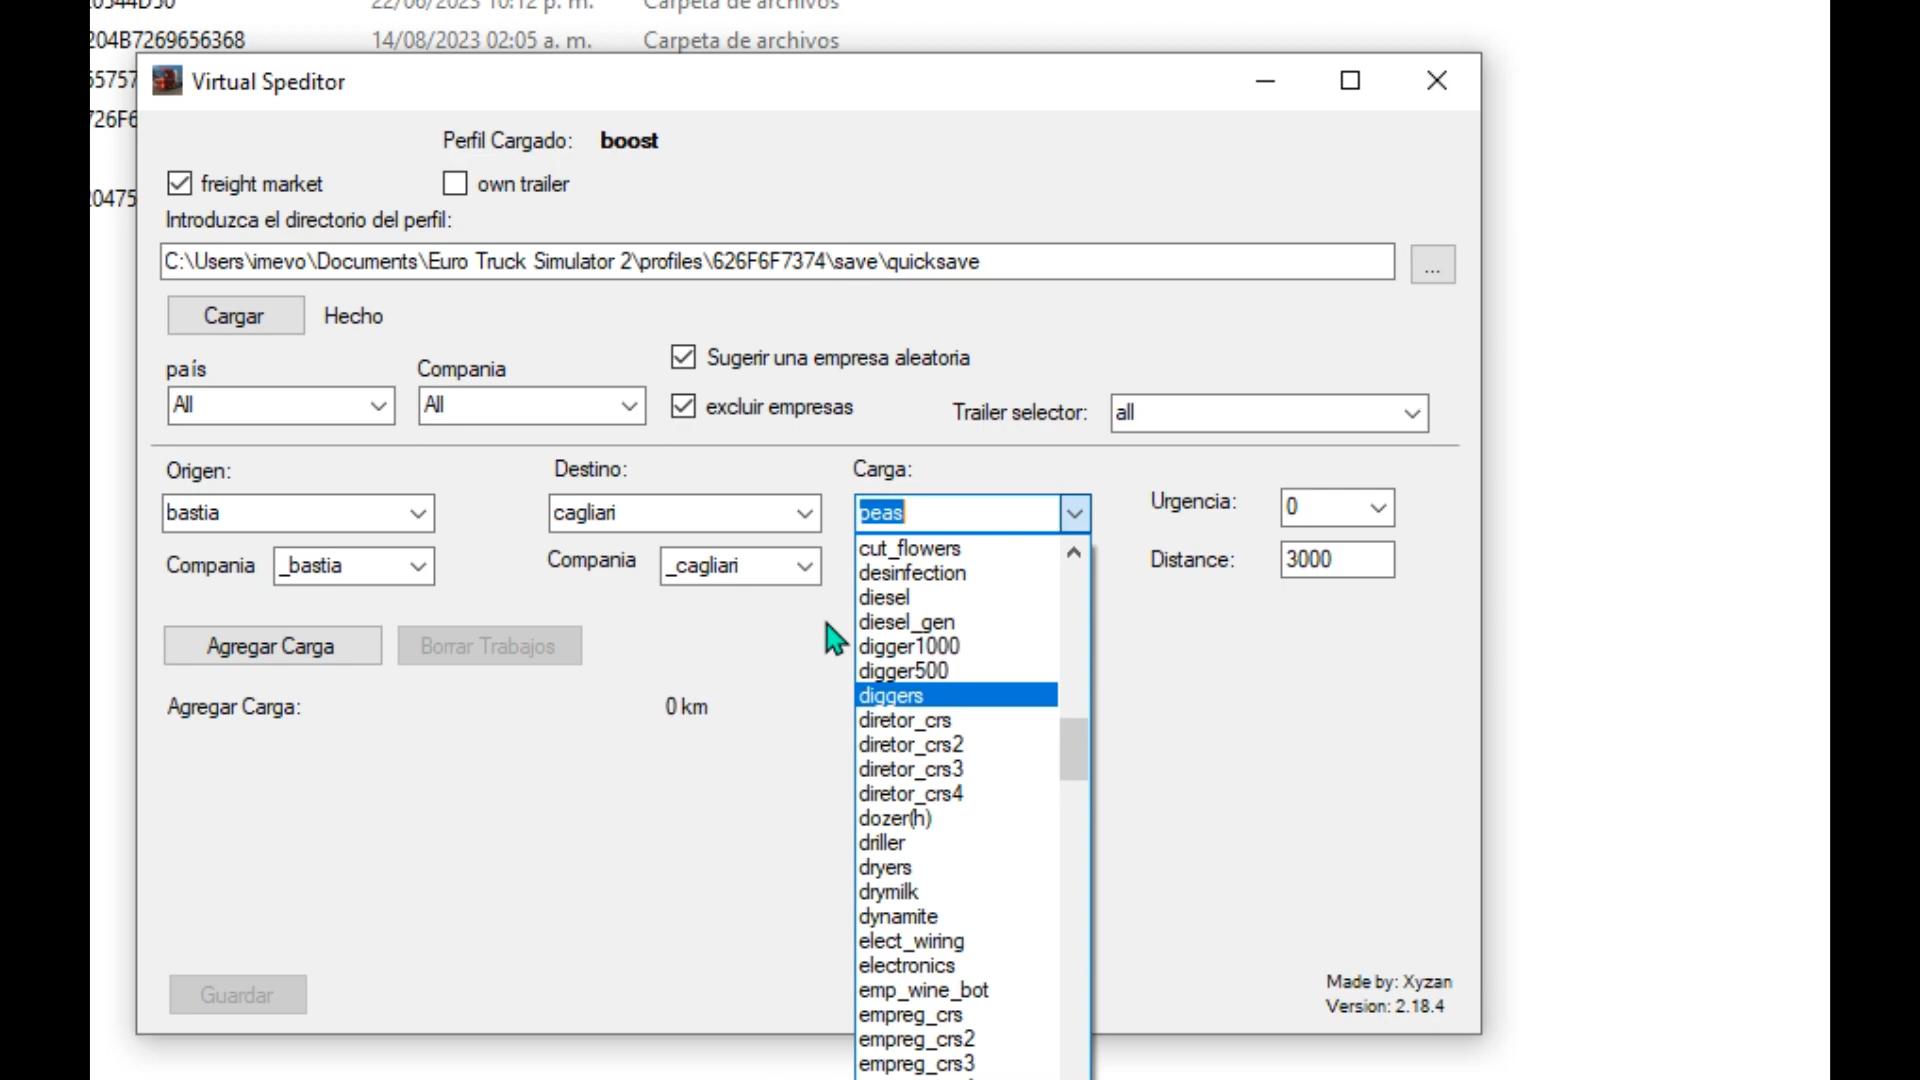 22/06/2023 10:12 p. m. Carpeta de archivos
204B7269656368 14/08/2023 02:05 a. m. Carpeta de archivos
Virtual Speditor
Perfil Cargado: boost
freight market own trailer
Introduzca el directorio del perfil:
C:\Users\imevo\Documents\Euro Truck Simulator 2\profiles\626F6F7374\save\quicksave
...
Cargar Hecho
país Compania Sugerir una empresa aleatoria
All All excluir empresas Trailer selector: all
Origen: Destino: Carga:
bastia cagliari peas Urgencia: 0
Compania _bastia Compania _cagliari Distance: 3000
Agregar Carga Borrar Trabajos
Agregar Carga: 0 km
cut_flowers
desinfection
diesel
diesel_gen
digger1000
digger500
diggers
diretor_crs
diretor_crs2
diretor_crs3
diretor_crs4
dozer(h)
driller
dryers
drymilk
dynamite
elect_wiring
electronics
emp_wine_bot
empreg_crs
empreg_crs2
empreg_crs3
Guardar
Made by: Xyzan
Version: 2.18.4